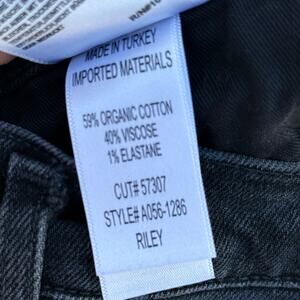 MADE IN TURKEY
IMPORTED MATERIALS
59% ORGANIC COTTON
40% VISCOSE
1% ELASTANE
CUT# 57307
STYLE# A056-1286
RILEY